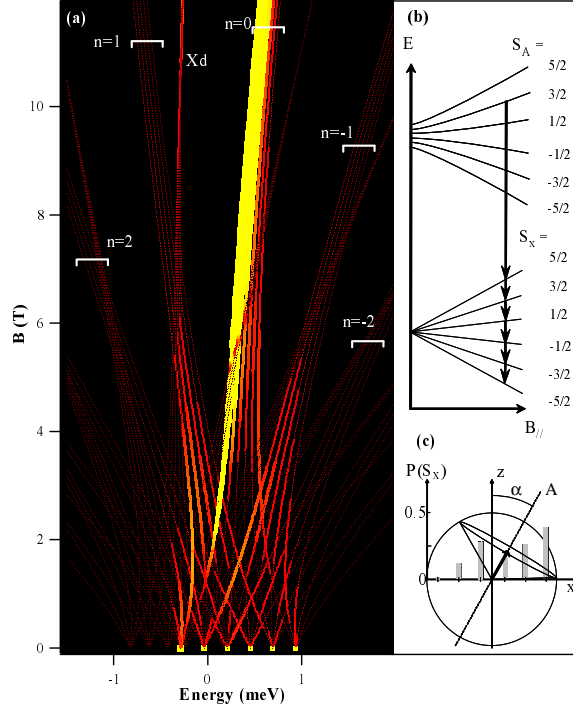 (a)
n=1
n=0
Xd
n=-1
n=2
n=-2
10
8
6
4
2
0
B (T)
-1
0
1
Energy (meV)
(b)
E
S_A =
5/2
3/2
1/2
-1/2
-3/2
-5/2
S_x =
5/2
3/2
1/2
-1/2
-3/2
-5/2
B_//
(c)
P(S_x)
z
α
A
0.5
0
x